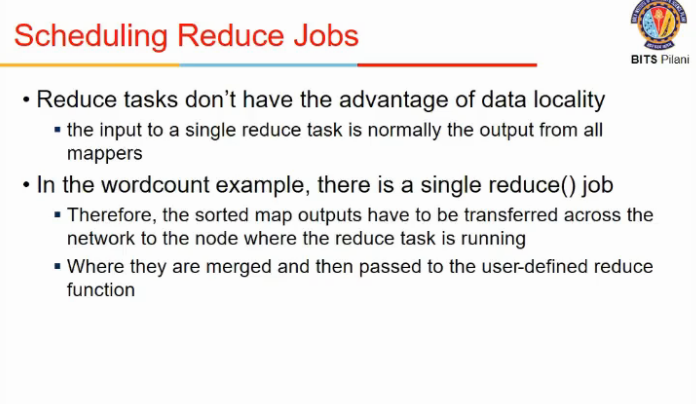 Scheduling Reduce Jobs
BITS Pilani
• Reduce tasks don't have the advantage of data locality
▪ the input to a single reduce task is normally the output from all
mappers
• In the wordcount example, there is a single reduce() job
▪ Therefore, the sorted map outputs have to be transferred across the
network to the node where the reduce task is running
▪ Where they are merged and then passed to the user-defined reduce
function